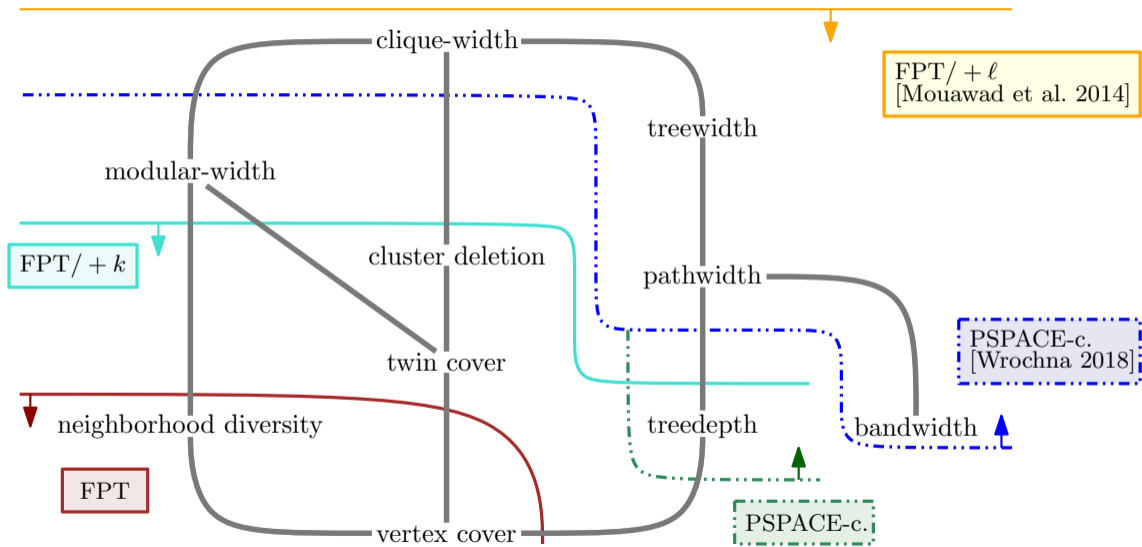 clique-width
FPT/ + ℓ
[Mouawad et al. 2014]
treewidth
modular-width
cluster deletion
FPT/ + k
pathwidth
PSPACE-c.
[Wrochna 2018]
twin cover
neighborhood diversity
treedepth
bandwidth
FPT
PSPACE-c.
vertex cover